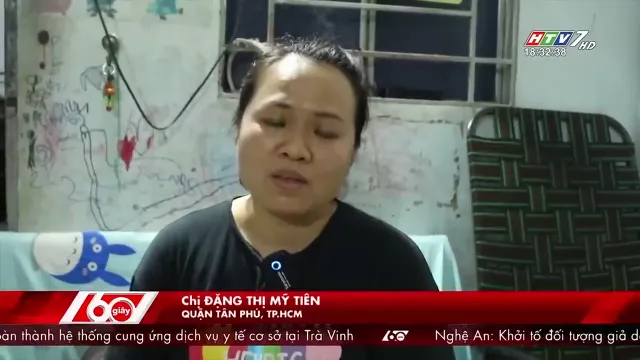 HTV7 HD
18:32:38
60 giây
Chị ĐẶNG THỊ MỸ TIÊN
QUẬN TÂN PHÚ, TP.HCM
oàn thành hệ thống cung ứng dịch vụ y tế cơ sở tại Trà Vinh 60 Nghệ An: Khởi tố đối tượng giả d